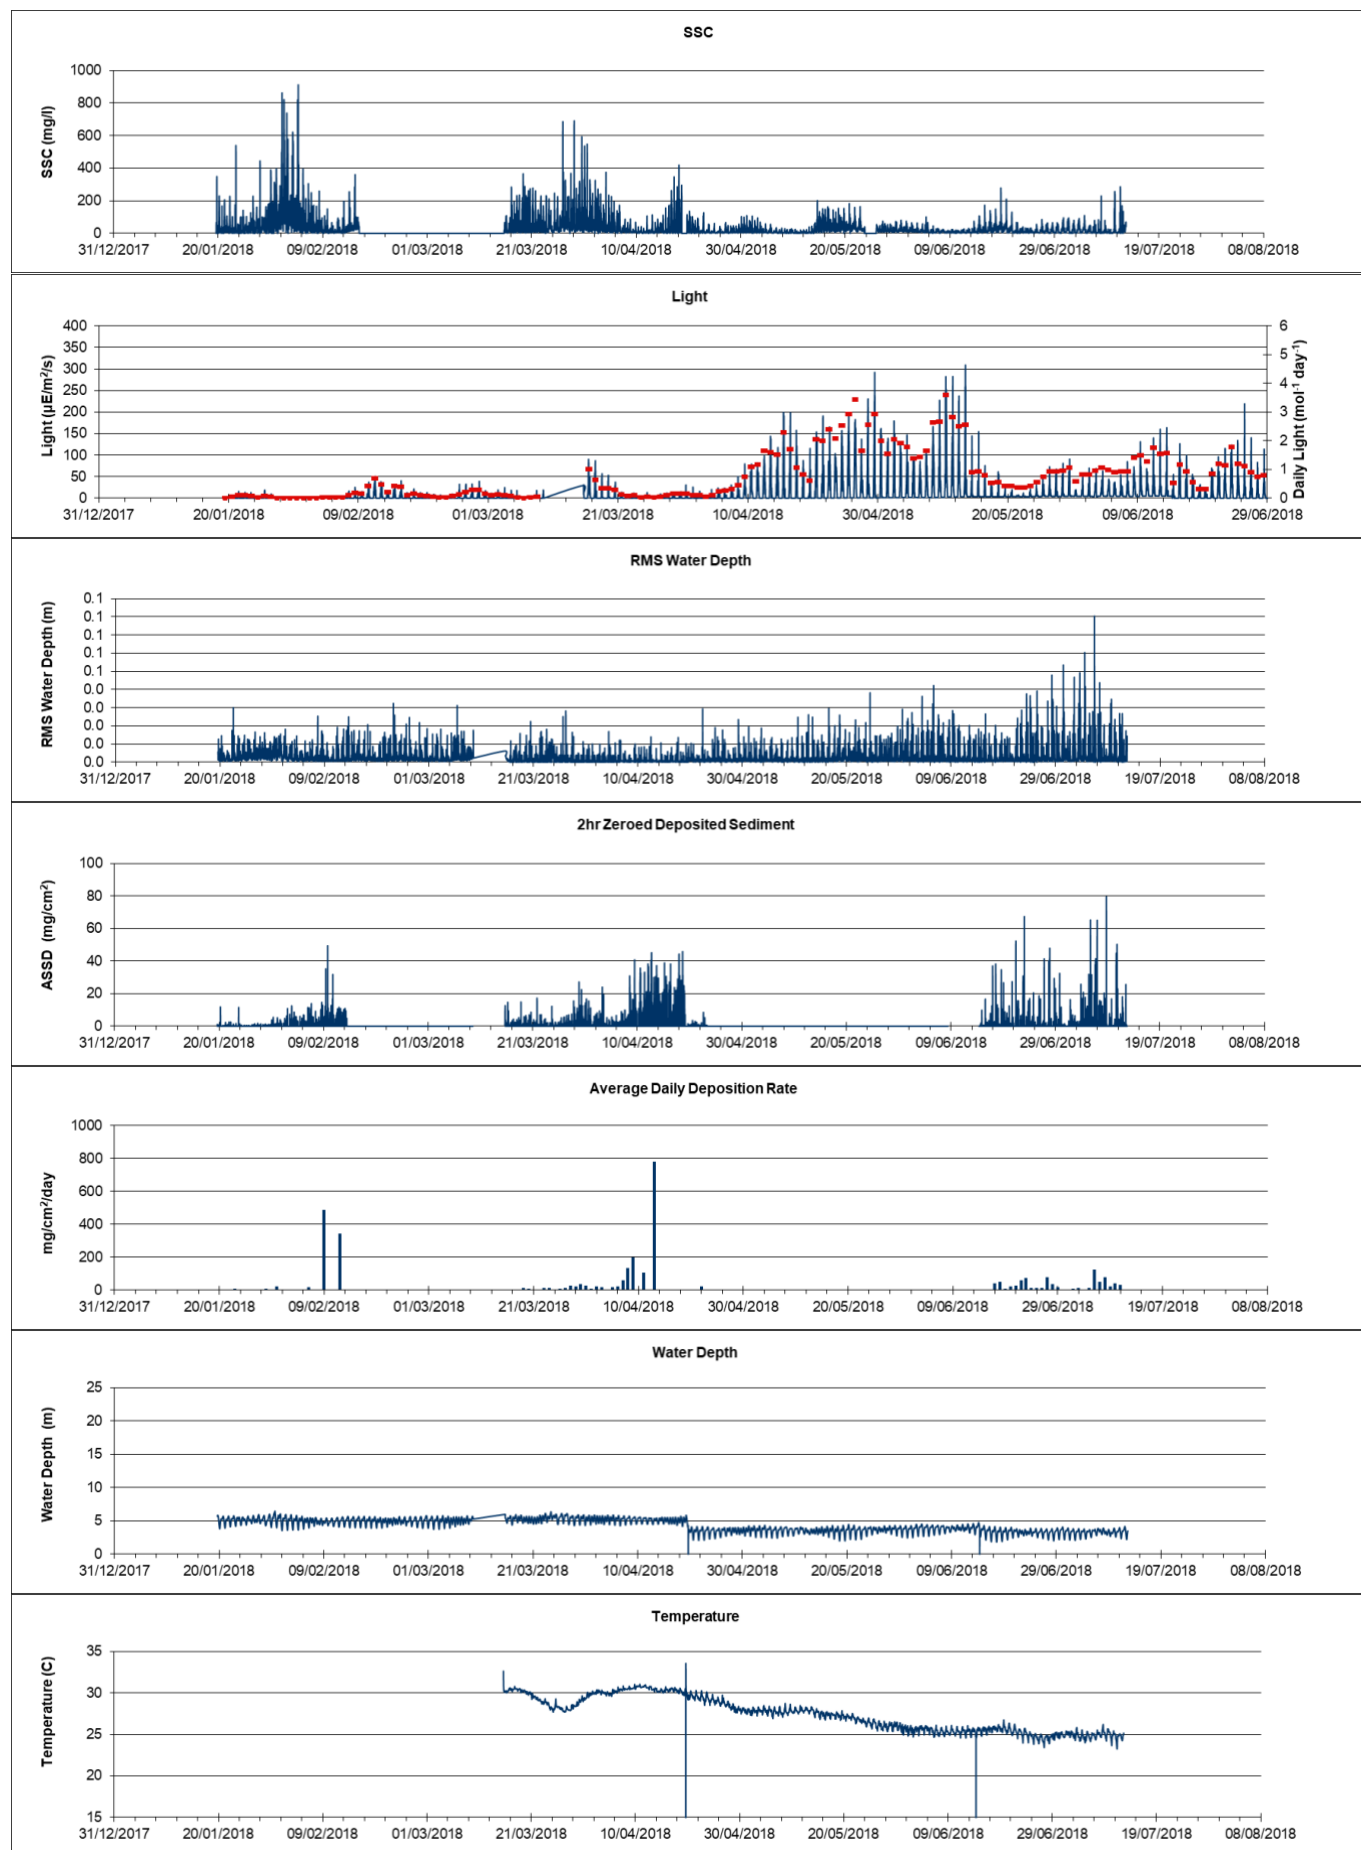 SSC
SSC (mg/l)
1000
800
600
400
200
0
31/12/2017 20/01/2018 09/02/2018 01/03/2018 21/03/2018 10/04/2018 30/04/2018 20/05/2018 09/06/2018 29/06/2018 19/07/2018 08/08/2018
Light
Light (µE/m²/s)
400
350
300
250
200
150
100
50
0
6
5
4
3
2
1
0
Daily Light (mol⁻¹ day⁻¹)
31/12/2017 20/01/2018 09/02/2018 01/03/2018 21/03/2018 10/04/2018 30/04/2018 20/05/2018 09/06/2018 29/06/2018
RMS Water Depth
RMS Water Depth (m)
0.1
0.1
0.1
0.1
0.1
0.0
0.0
0.0
0.0
0.0
31/12/2017 20/01/2018 09/02/2018 01/03/2018 21/03/2018 10/04/2018 30/04/2018 20/05/2018 09/06/2018 29/06/2018 19/07/2018 08/08/2018
2hr Zeroed Deposited Sediment
ASSD (mg/cm²)
100
80
60
40
20
0
31/12/2017 20/01/2018 09/02/2018 01/03/2018 21/03/2018 10/04/2018 30/04/2018 20/05/2018 09/06/2018 29/06/2018 19/07/2018 08/08/2018
Average Daily Deposition Rate
mg/cm²/day
1000
800
600
400
200
0
31/12/2017 20/01/2018 09/02/2018 01/03/2018 21/03/2018 10/04/2018 30/04/2018 20/05/2018 09/06/2018 29/06/2018 19/07/2018 08/08/2018
Water Depth
Water Depth (m)
25
20
15
10
5
0
31/12/2017 20/01/2018 09/02/2018 01/03/2018 21/03/2018 10/04/2018 30/04/2018 20/05/2018 09/06/2018 29/06/2018 19/07/2018 08/08/2018
Temperature
Temperature (C)
35
30
25
20
15
31/12/2017 20/01/2018 09/02/2018 01/03/2018 21/03/2018 10/04/2018 30/04/2018 20/05/2018 09/06/2018 29/06/2018 19/07/2018 08/08/2018